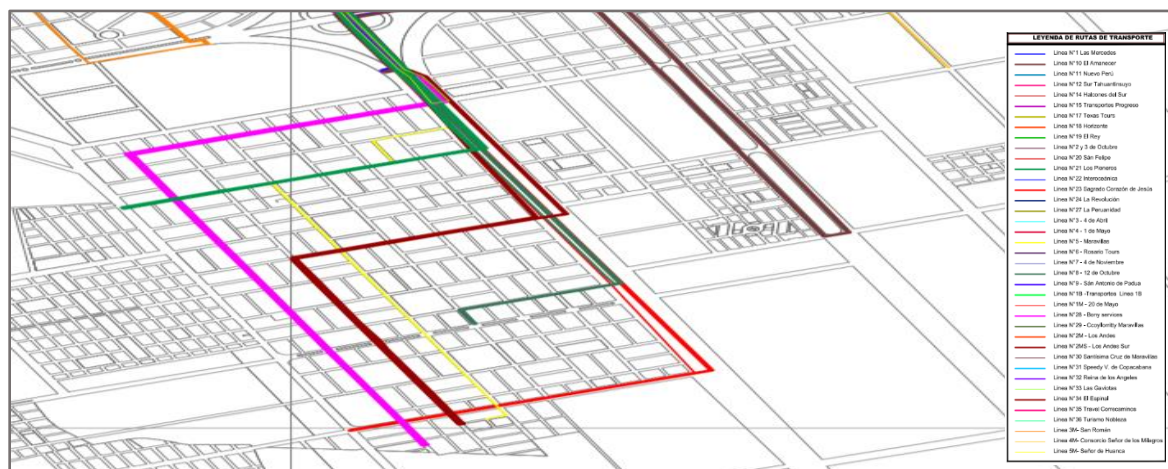 LEYENDA DE RUTAS DE TRANSPORTE
Linea N°1 Las Mercedes
Linea N°10 El Amanecer
Linea N°11 Nuevo Perú
Linea N°12 Sur Tahuantinsuyo
Linea N°14 Halcones del Sur
Linea N°15 Transportes Progreso
Linea N°17 Texas Tours
Linea N°18 Horizonte
Linea N°19 El Rey
Linea N°2 y 3 de Octubre
Linea N°20 Sán Felipe
Linea N°21 Los Pioneros
Linea N°22 Interoceánica
Linea N°23 Sagrado Corazón de Jesús
Linea N°24 La Revolución
Linea N°27 La Peruanidad
Linea N°3 - 4 de Abril
Linea N°4 - 1 de Mayo
Linea N°5 - Maravillas
Linea N°6 - Rosario Tours
Linea N°7 - 4 de Noviembre
Linea N°8 - 12 de Octubre
Linea N°9 - Sán Antonio de Padua
Linea N°1B -Transportes Linea 1B
Linea N°1M - 20 de Mayo
Linea N°28 - Bony services
Linea N°29 - Ccoyllorritiy Maravillas
Linea N°2M - Los Andes
Linea N°2MS - Los Andes Sur
Linea N°30 Santisima Cruz de Maravillas
Linea N°31 Speedy V. de Copacabana
Linea N°32 Reina de los Angeles
Linea N°33 Las Gaviotas
Linea N°34 El Espinal
Linea N°35 Travel Comicaminos
Linea N°36 Turismo Nobleza
Linea 3M- San Román
Linea 4M- Consorcio Señor de los Milagros
Linea 5M- Señor de Huanca